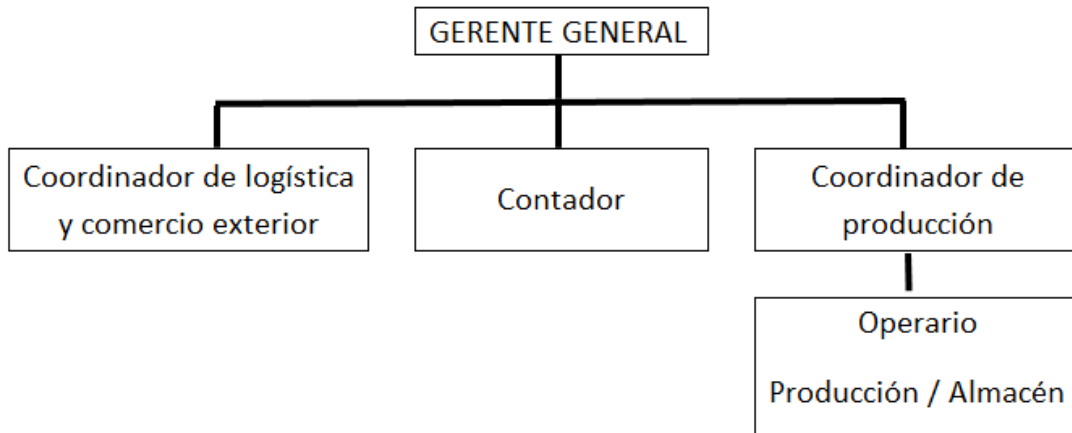 GERENTE GENERAL
Coordinador de logística
y comercio exterior
Contador
Coordinador de
producción
Operario
Producción / Almacén